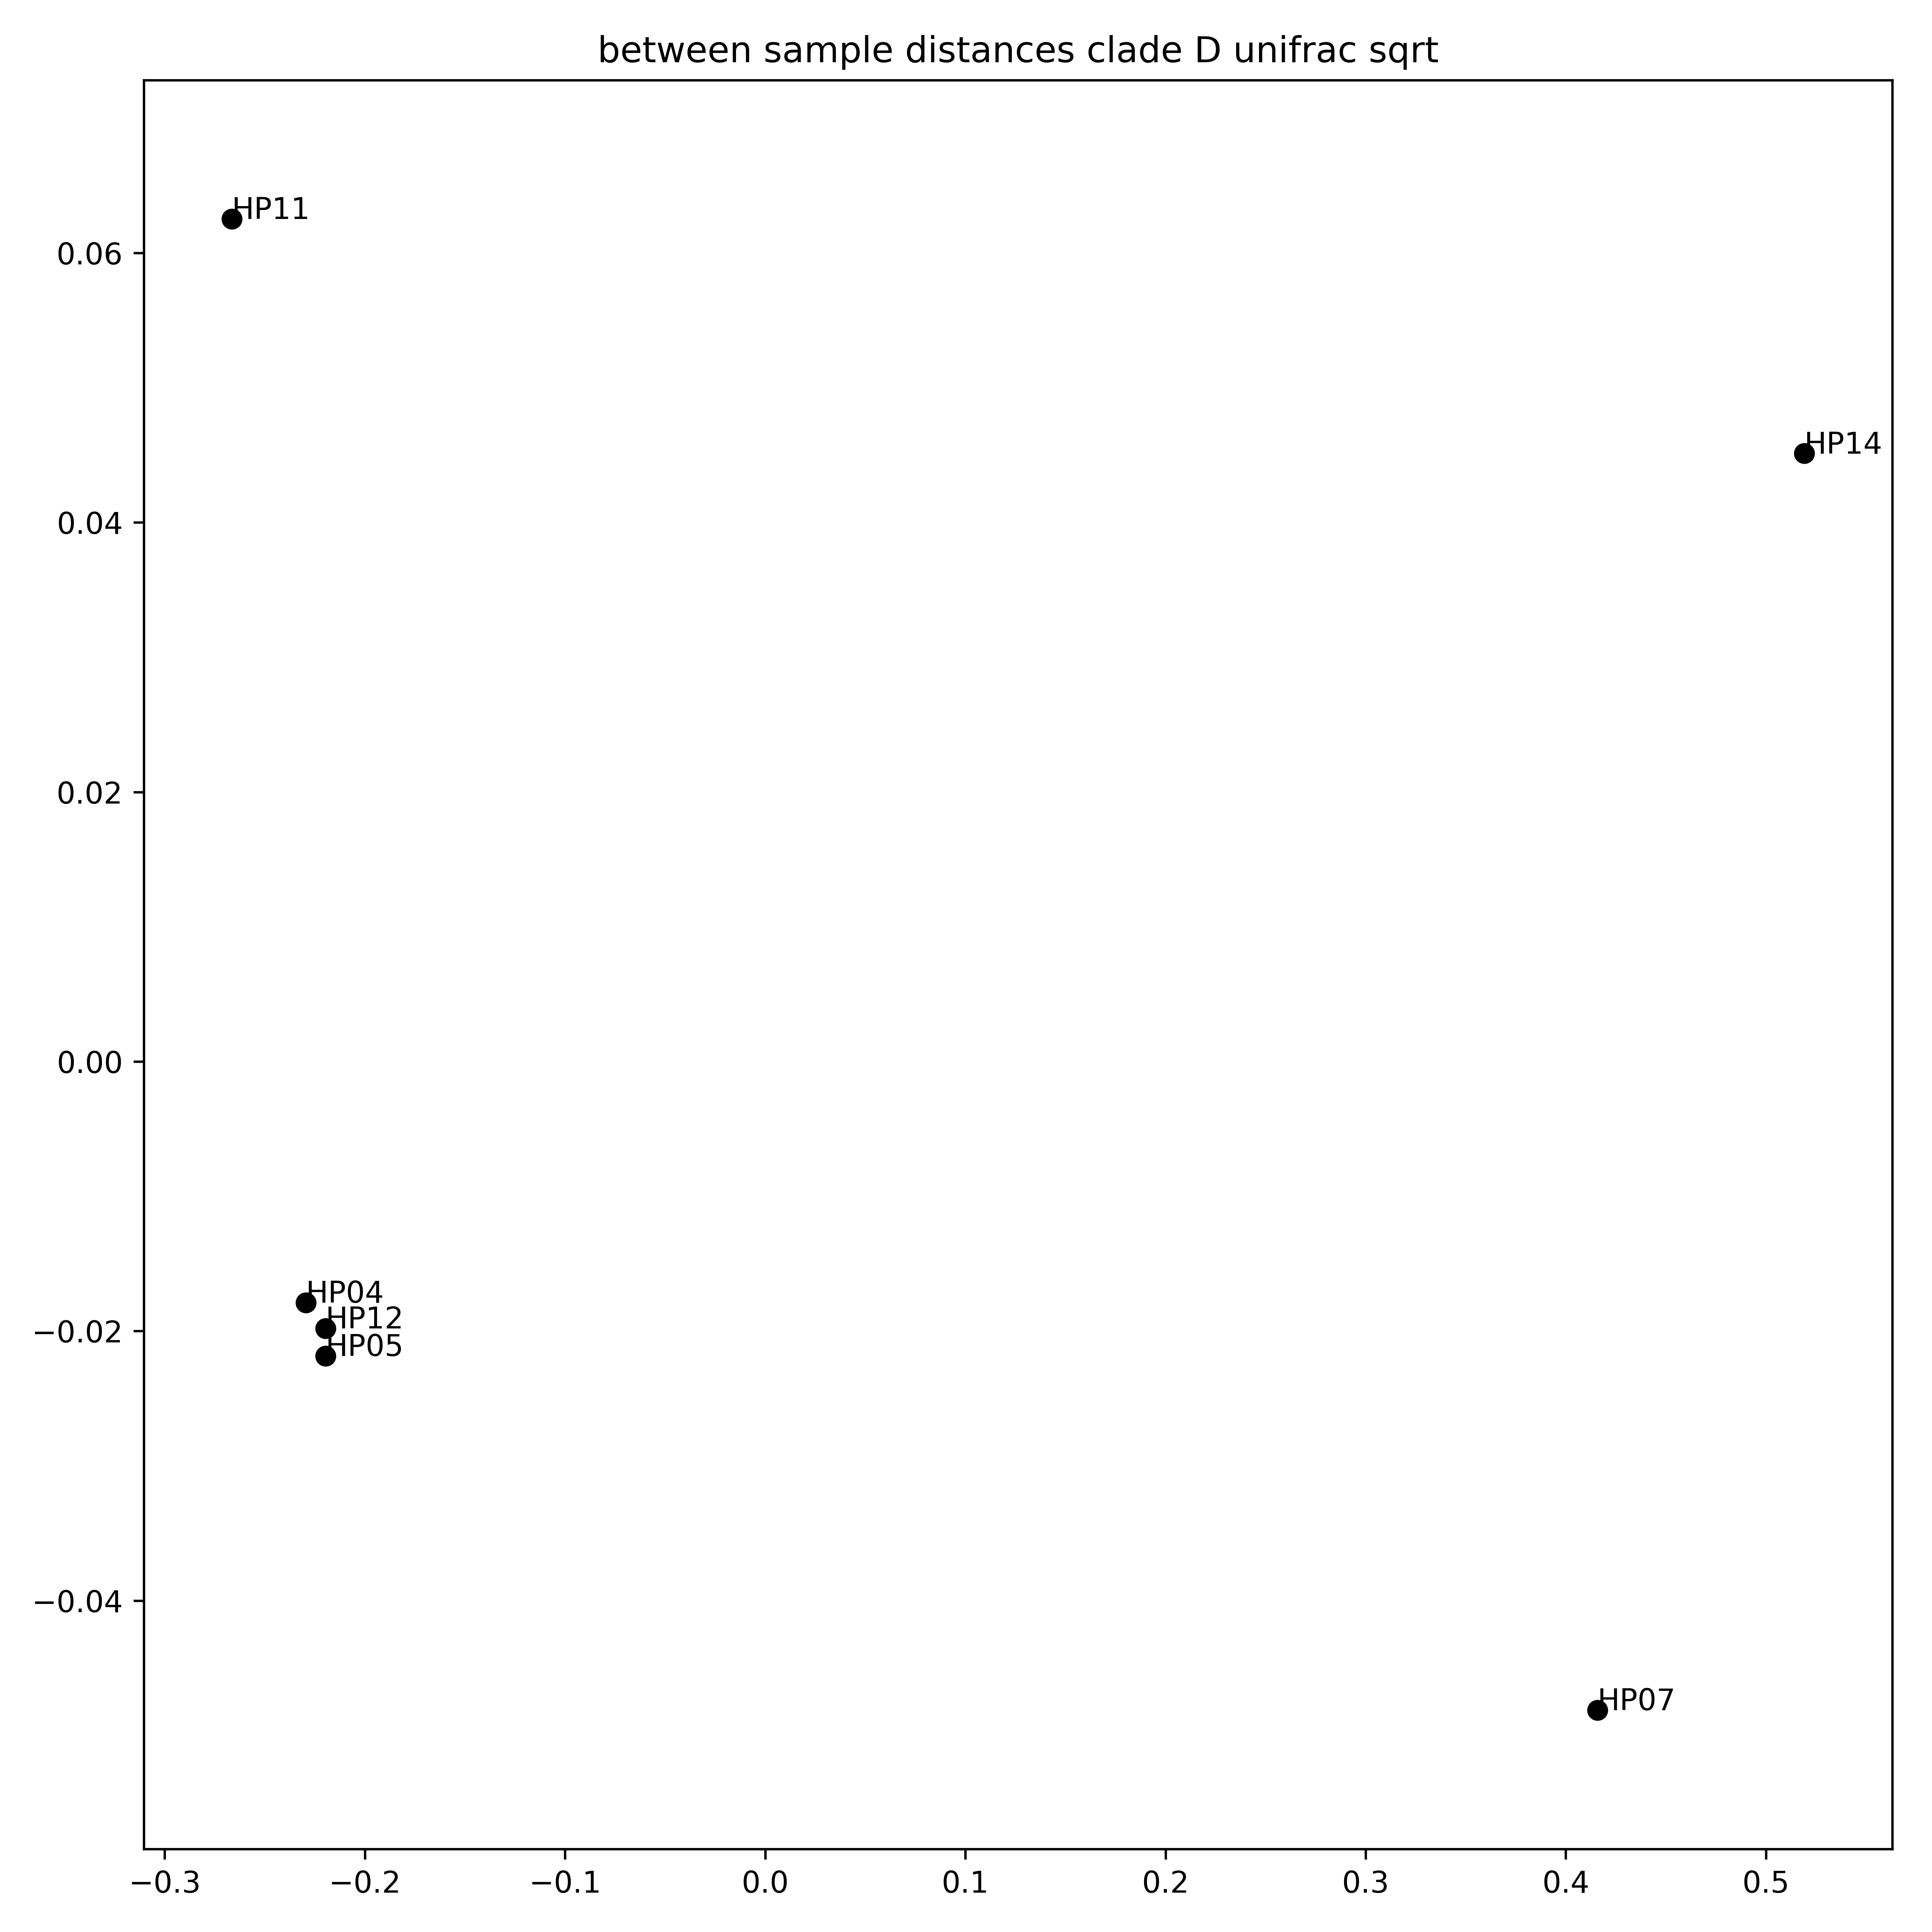 between sample distances clade D unifrac sqrt
HP11
0.06
HP14
0.04
0.02
0.00
HP04
HP12
−0.02
HP05
−0.04
HP07
−0.3 −0.2 −0.1 0.0 0.1 0.2 0.3 0.4 0.5